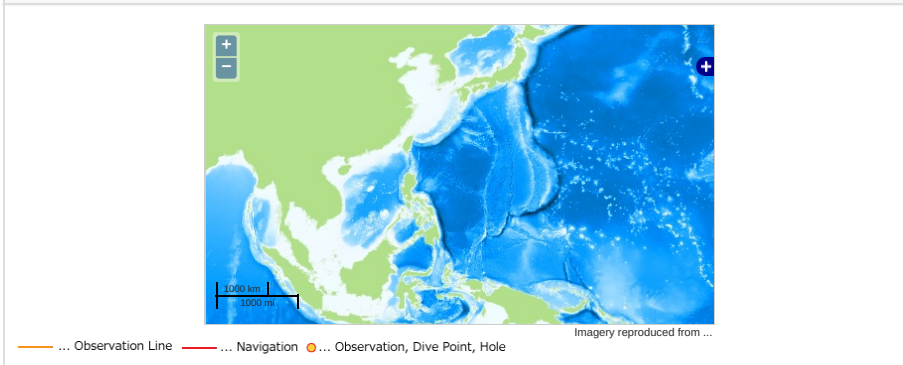 +
−
+
1000 km
1000 mi
Imagery reproduced from ...
... Observation Line ... Navigation ... Observation, Dive Point, Hole